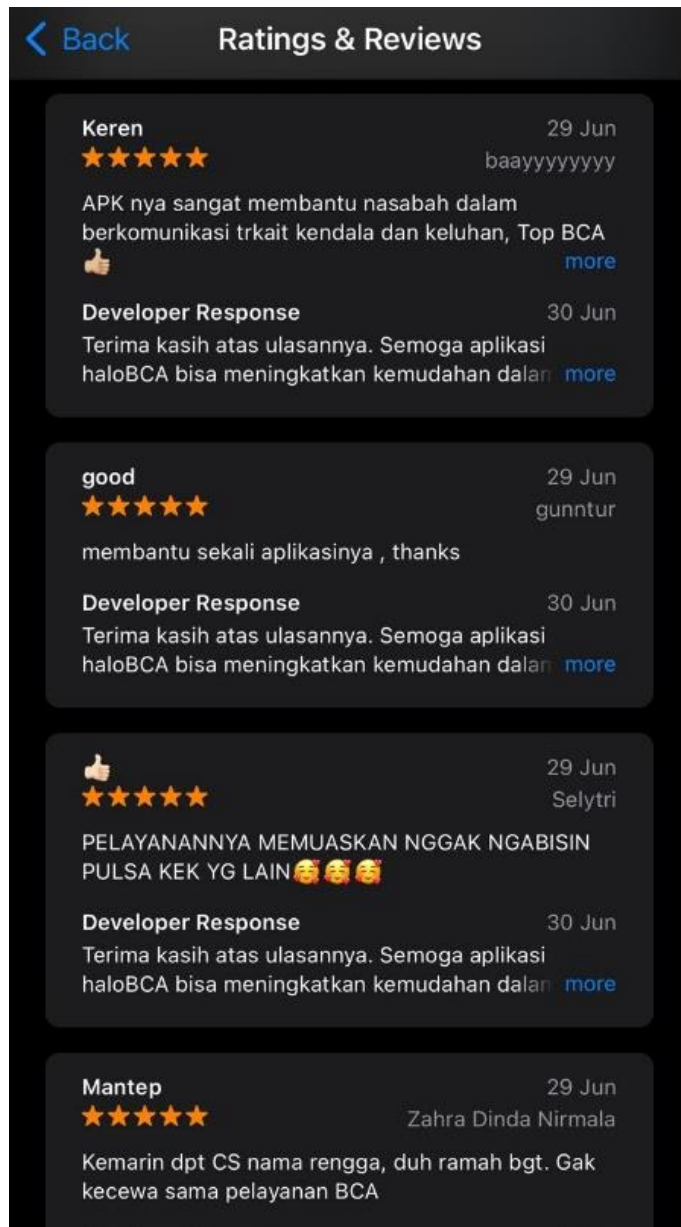 Back Ratings & Reviews
Keren 29 Jun
baayyyyyyyy
APK nya sangat membantu nasabah dalam
berkomunikasi trkait kendala dan keluhan, Top BCA
👍🏻 more
Developer Response 30 Jun
Terima kasih atas ulasannya. Semoga aplikasi
haloBCA bisa meningkatkan kemudahan dalam more
good 29 Jun
gunntur
membantu sekali aplikasinya , thanks
Developer Response 30 Jun
Terima kasih atas ulasannya. Semoga aplikasi
haloBCA bisa meningkatkan kemudahan dalam more
👍🏻 29 Jun
Selytri
PELAYANANNYA MEMUASKAN NGGAK NGABISIN
PULSA KEK YG LAIN🥰🥰🥰
Developer Response 30 Jun
Terima kasih atas ulasannya. Semoga aplikasi
haloBCA bisa meningkatkan kemudahan dalam more
Mantep 29 Jun
Zahra Dinda Nirmala
Kemarin dpt CS nama rengga, duh ramah bgt. Gak
kecewa sama pelayanan BCA